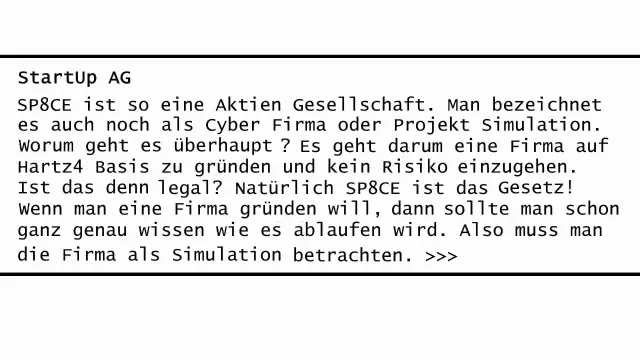 StartUp AG
SP8CE ist so eine Aktien Gesellschaft. Man bezeichnet
es auch noch als Cyber Firma oder Projekt Simulation.
Worum geht es überhaupt ? Es geht darum eine Firma auf
Hartz4 Basis zu gründen und kein Risiko einzugehen.
Ist das denn legal? Natürlich SP8CE ist das Gesetz!
Wenn man eine Firma gründen will, dann sollte man schon
ganz genau wissen wie es ablaufen wird. Also muss man
die Firma als Simulation betrachten. >>>